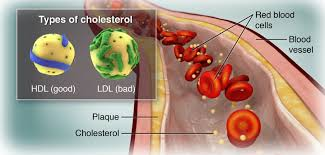 Types of cholesterol
HDL (good)
LDL (bad)
Red blood
cells
Blood
vessel
Plaque
Cholesterol